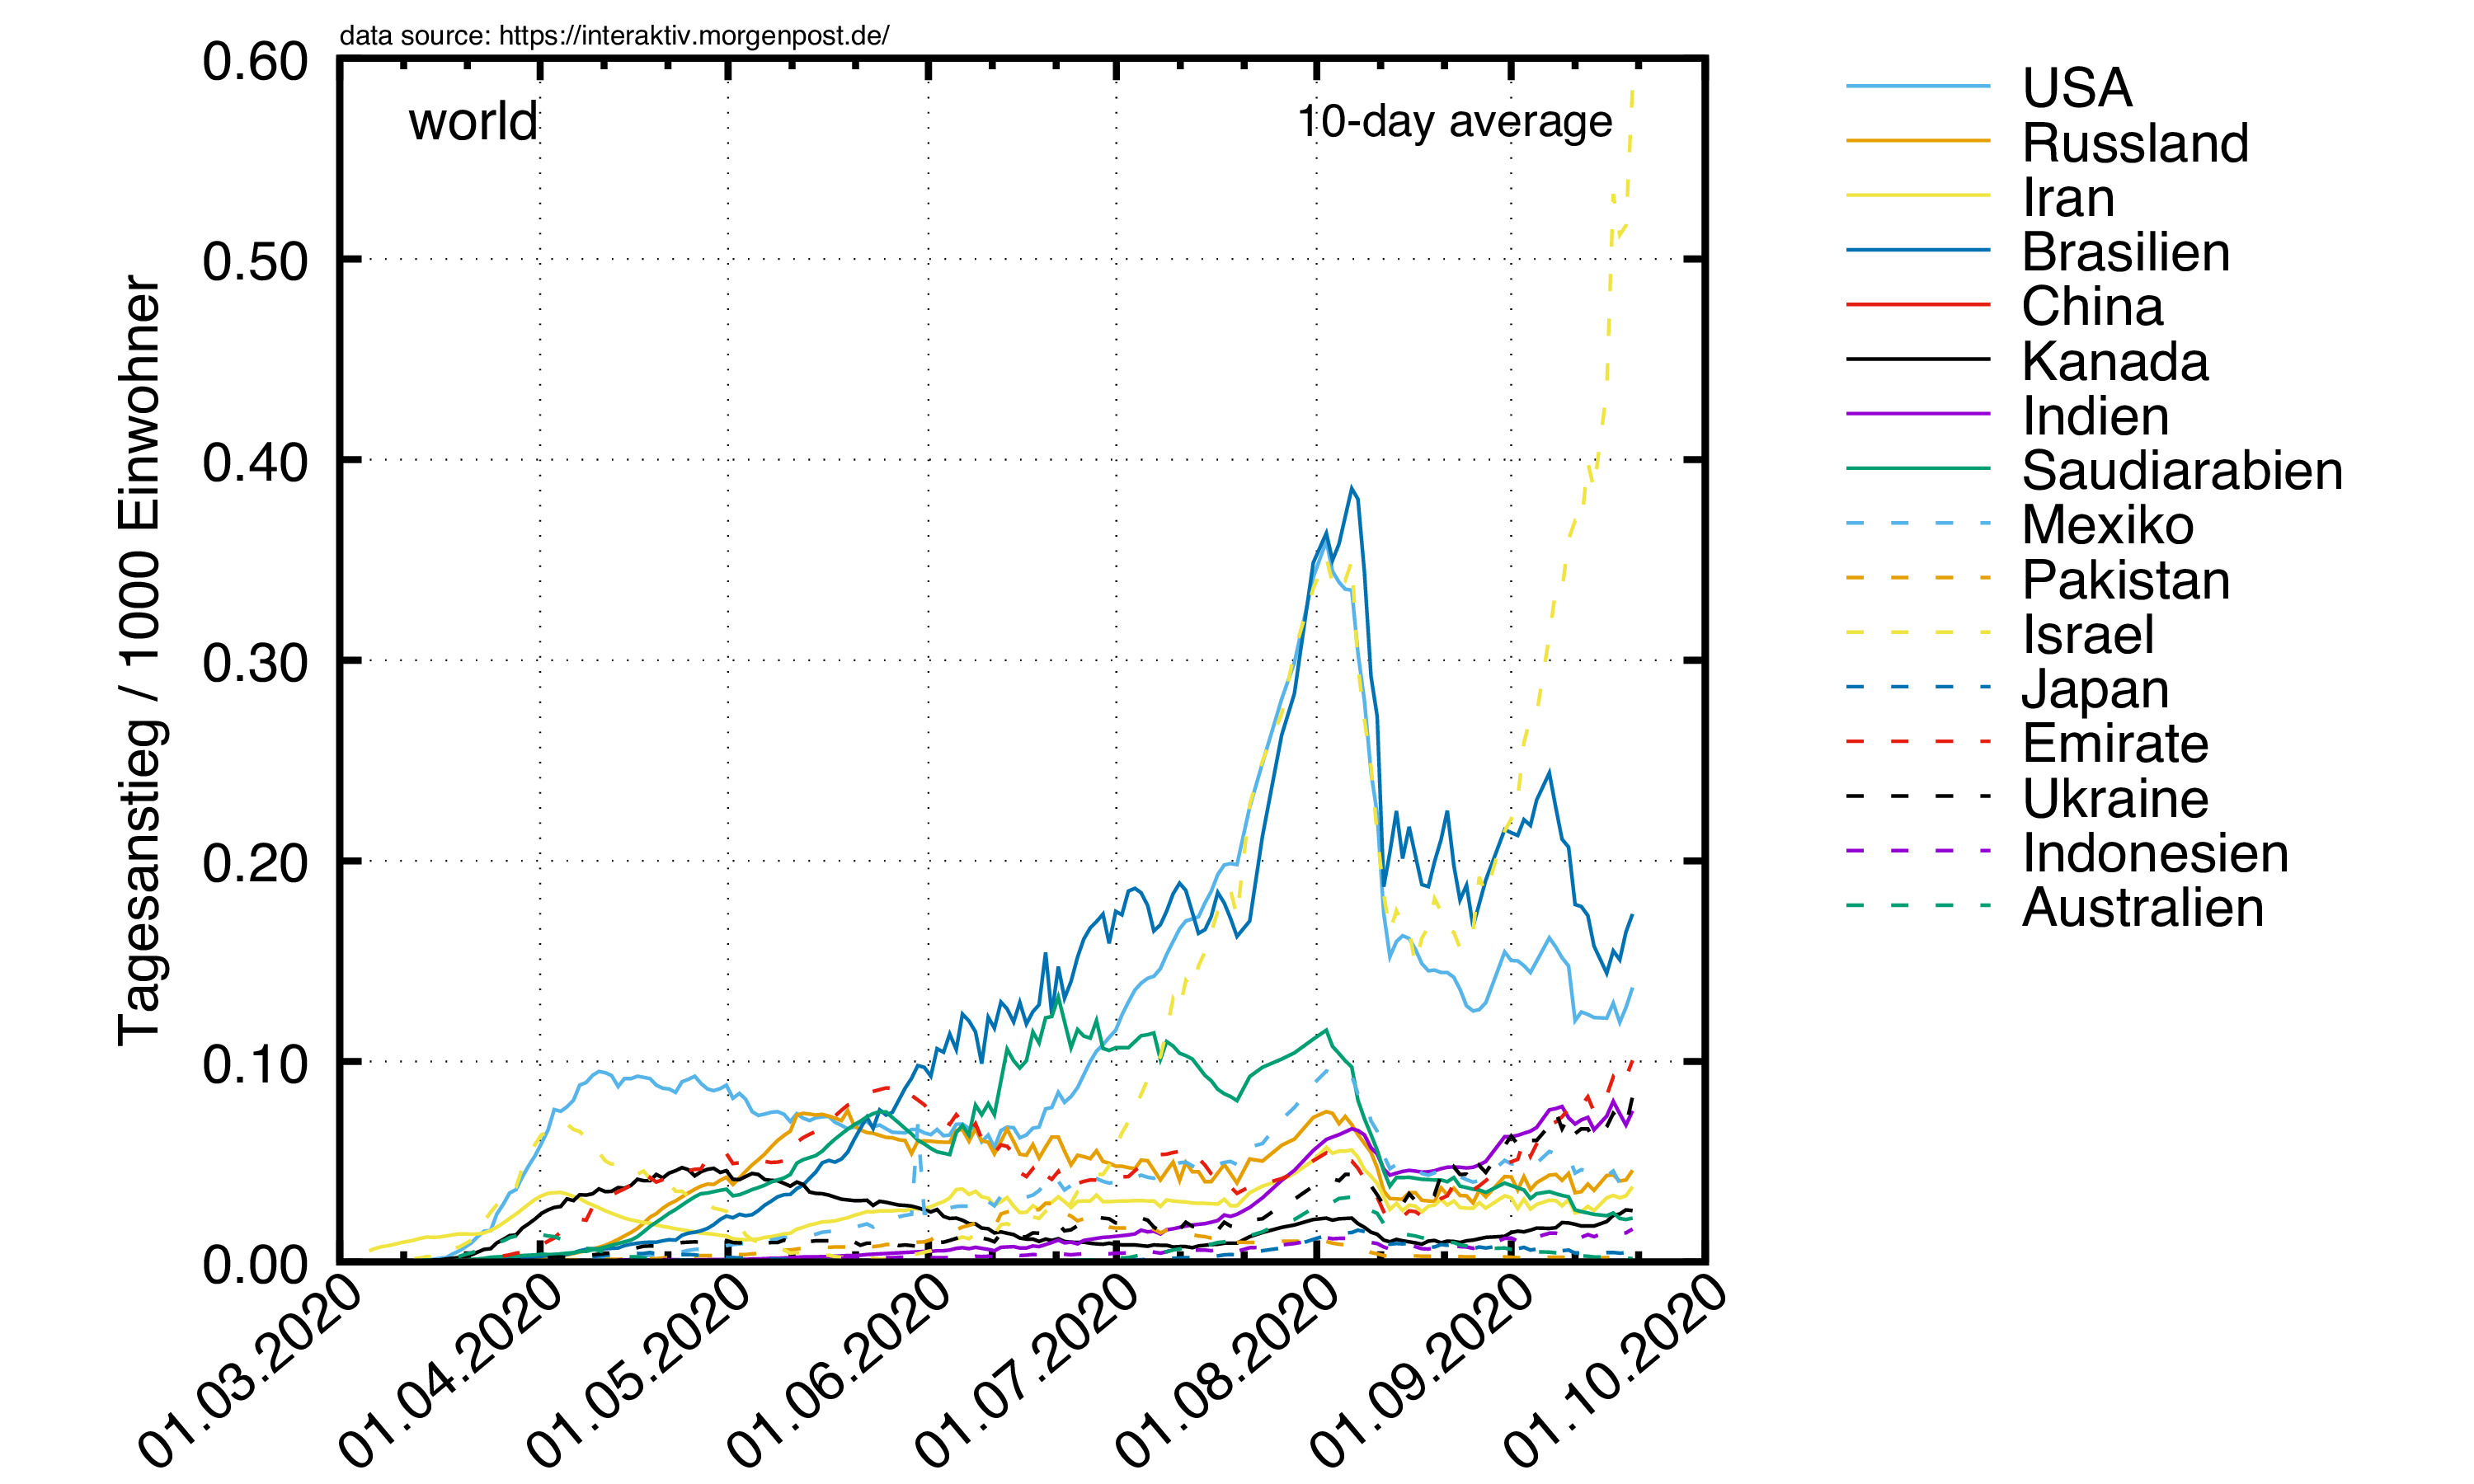 data source: https://interaktiv.morgenpost.de/
world
10-day average
Tagesanstieg / 1000 Einwohner
0.60
0.50
0.40
0.30
0.20
0.10
0.00
01.03.2020
01.04.2020
01.05.2020
01.06.2020
01.07.2020
01.08.2020
01.09.2020
01.10.2020
USA
Russland
Iran
Brasilien
China
Kanada
Indien
Saudiarabien
Mexiko
Pakistan
Israel
Japan
Emirate
Ukraine
Indonesien
Australien